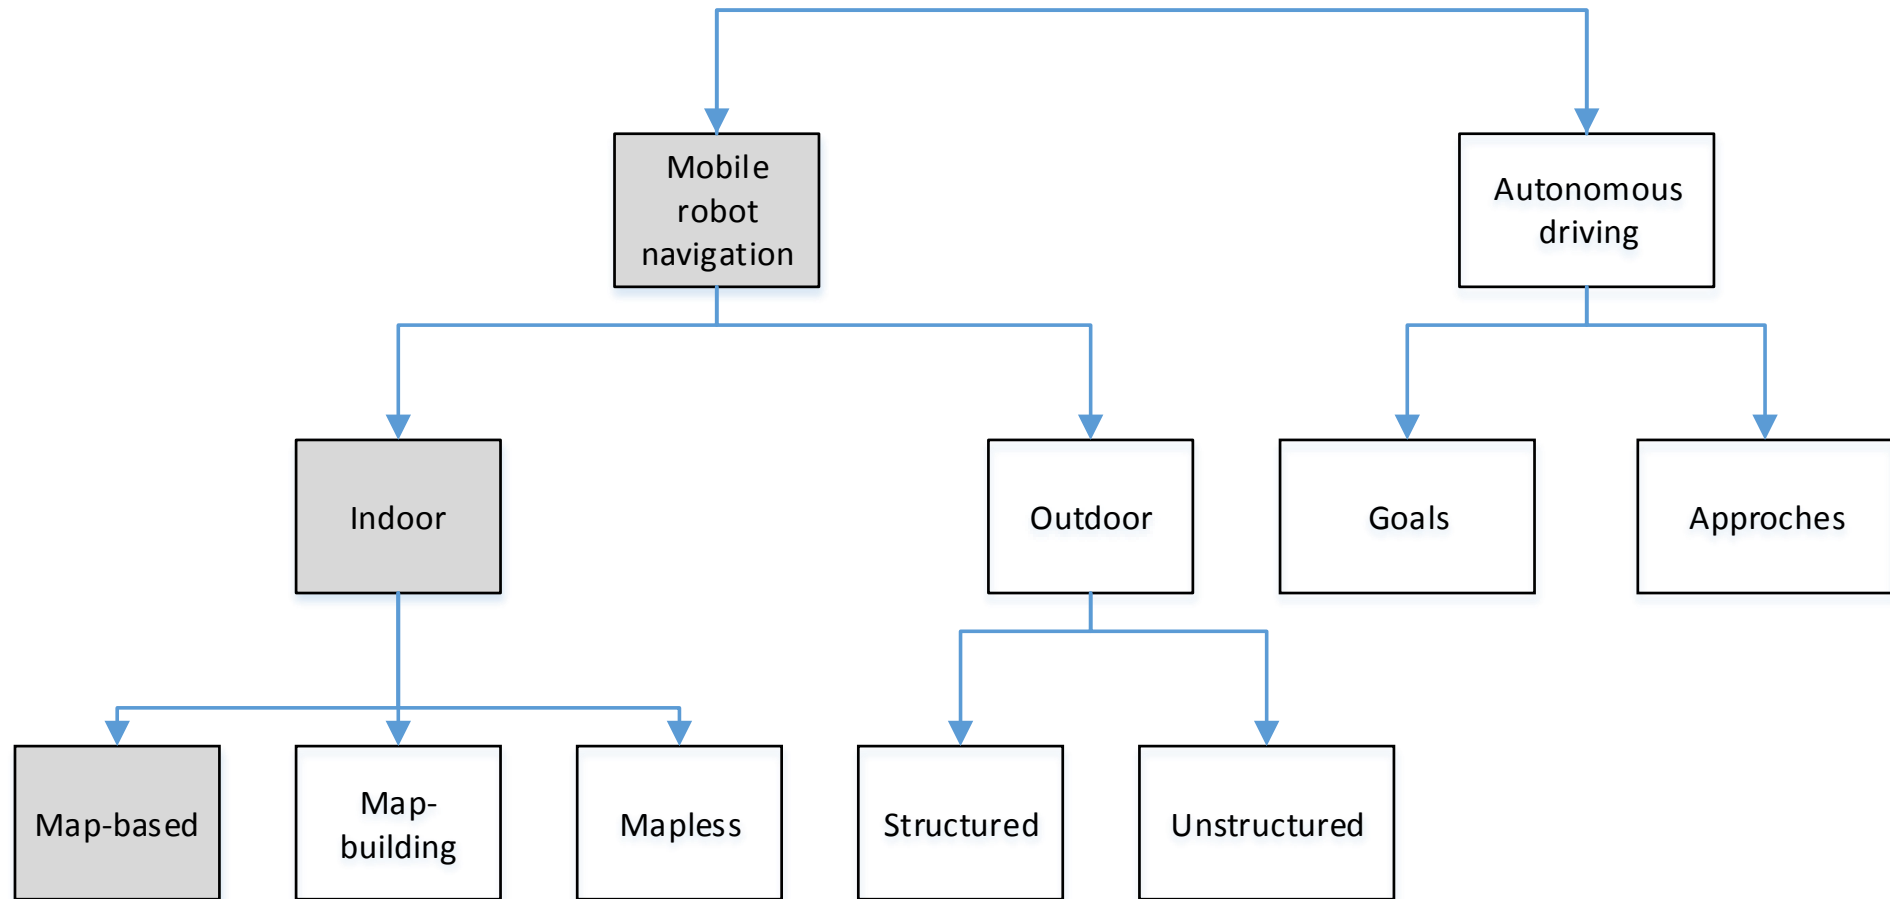 Mobile
robot
navigation
Autonomous
driving
Indoor
Outdoor
Goals
Approches
Map-based
Map-
building
Mapless
Structured
Unstructured